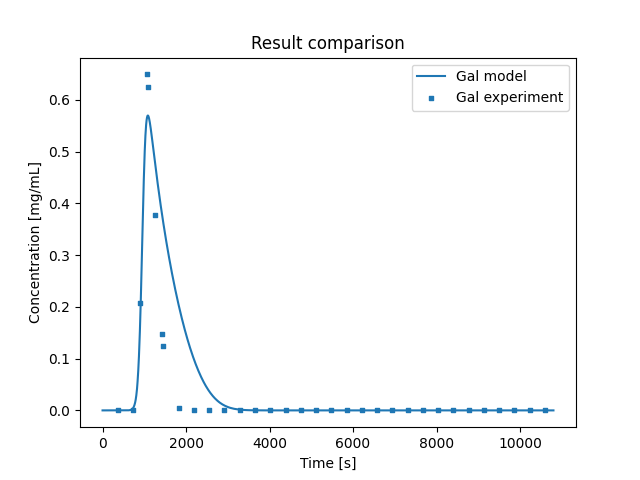 Result comparison
Gal model
Gal experiment
Concentration [mg/mL]
0.6
0.5
0.4
0.3
0.2
0.1
0.0
0 2000 4000 6000 8000 10000
Time [s]